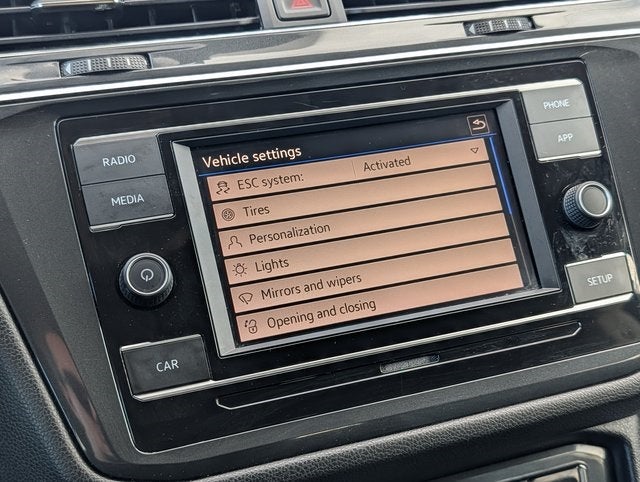 RADIO
MEDIA
CAR
Vehicle settings
ESC system: Activated
Tires
Personalization
Lights
Mirrors and wipers
Opening and closing
PHONE
APP
SETUP